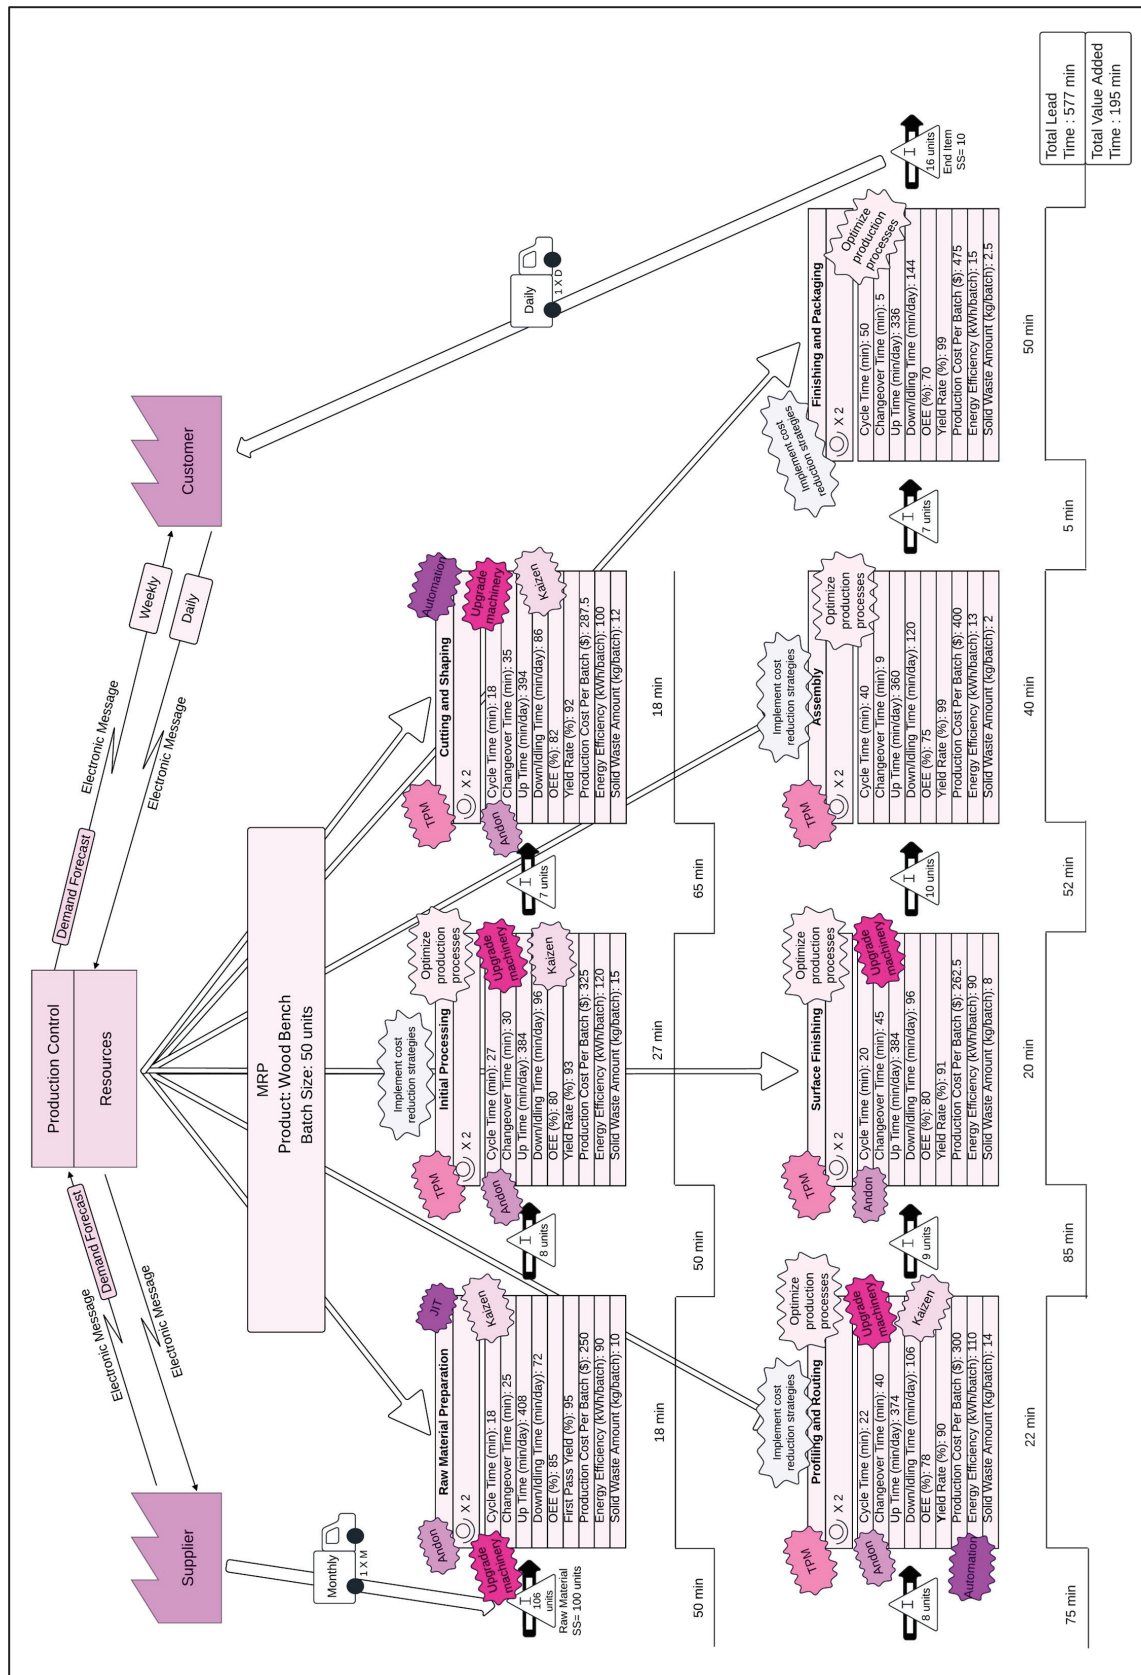 Production Control
Resources
Supplier
Customer
Electronic Message
Demand Forecast
Electronic Message
Demand Forecast
Electronic Message
Weekly
Electronic Message
Daily
MRP
Product: Wood Bench
Batch Size: 50 units
Monthly
1 X M
Daily
1 X D
I
106
units
Raw Material
SS= 100 units
Andon
Upgrade
machinery
JIT
Kaizen
Raw Material Preparation
X 2
Cycle Time (min): 18
Changeover Time (min): 25
Up Time (min/day): 408
Down/Idling Time (min/day): 72
OEE (%): 85
First Pass Yield (%): 95
Production Cost Per Batch ($): 250
Energy Efficiency (kWh/batch): 90
Solid Waste Amount (kg/batch): 10
I
8 units
TPM
Andon
Implement cost
reduction strategies
Optimize
production
processes
Upgrade
machinery
Kaizen
Initial Processing
X 2
Cycle Time (min): 27
Changeover Time (min): 30
Up Time (min/day): 384
Down/Idling Time (min/day): 96
OEE (%): 80
Yield Rate (%): 93
Production Cost Per Batch ($): 325
Energy Efficiency (kWh/batch): 120
Solid Waste Amount (kg/batch): 15
I
7 units
TPM
Andon
Automation
Upgrade
machinery
Kaizen
Cutting and Shaping
X 2
Cycle Time (min): 18
Changeover Time (min): 35
Up Time (min/day): 394
Down/Idling Time (min/day): 86
OEE (%): 82
Yield Rate (%): 92
Production Cost Per Batch ($): 287.5
Energy Efficiency (kWh/batch): 100
Solid Waste Amount (kg/batch): 12
50 min
18 min
50 min
27 min
65 min
18 min
I
8 units
TPM
Andon
Automation
Implement cost
reduction strategies
Optimize
production
processes
Upgrade
machinery
Kaizen
Profiling and Routing
X 2
Cycle Time (min): 22
Changeover Time (min): 40
Up Time (min/day): 374
Down/Idling Time (min/day): 106
OEE (%): 78
Yield Rate (%): 90
Production Cost Per Batch ($): 300
Energy Efficiency (kWh/batch): 110
Solid Waste Amount (kg/batch): 14
I
9 units
TPM
Andon
Optimize
production
processes
Upgrade
machinery
Surface Finishing
X 2
Cycle Time (min): 20
Changeover Time (min): 45
Up Time (min/day): 384
Down/Idling Time (min/day): 96
OEE (%): 80
Yield Rate (%): 91
Production Cost Per Batch ($): 262.5
Energy Efficiency (kWh/batch): 90
Solid Waste Amount (kg/batch): 8
I
10 units
TPM
Implement cost
reduction strategies
Optimize
production
processes
Assembly
X 2
Cycle Time (min): 40
Changeover Time (min): 9
Up Time (min/day): 360
Down/Idling Time (min/day): 120
OEE (%): 75
Yield Rate (%): 99
Production Cost Per Batch ($): 400
Energy Efficiency (kWh/batch): 13
Solid Waste Amount (kg/batch): 2
I
7 units
Implement cost
reduction strategies
Optimize
production
processes
Finishing and Packaging
X 2
Cycle Time (min): 50
Changeover Time (min): 5
Up Time (min/day): 336
Down/Idling Time (min/day): 144
OEE (%): 70
Yield Rate (%): 99
Production Cost Per Batch ($): 475
Energy Efficiency (kWh/batch): 15
Solid Waste Amount (kg/batch): 2.5
I
16 units
End Item
SS= 10
75 min
22 min
85 min
20 min
52 min
40 min
5 min
50 min
Total Lead
Time : 577 min
Total Value Added
Time : 195 min